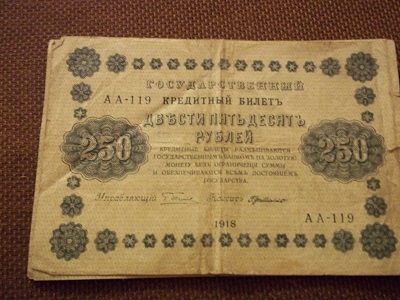 ГОСУДАРСТВЕННЫЙ
АА-119 КРЕДИТНЫЙ БИЛЕТЪ
ДВѢСТИ ПЯТЬДЕСЯТЪ
РУБЛЕЙ
250 250
КРЕДИТНЫЕ БИЛЕТЫ РАЗМѢНИВАЮТСЯ
ГОСУДАРСТВЕННЫМЪ БАНКОМЪ НА ЗОЛОТУЮ
МОНЕТУ БЕЗЪ ОГРАНИЧЕНІЯ СУММЫ
И ОБЕЗПЕЧИВАЮТСЯ ВСѢМЪ ДОСТОЯНІЕМЪ
ГОСУДАРСТВА.
Управляющій Кассиръ
1918 АА-119